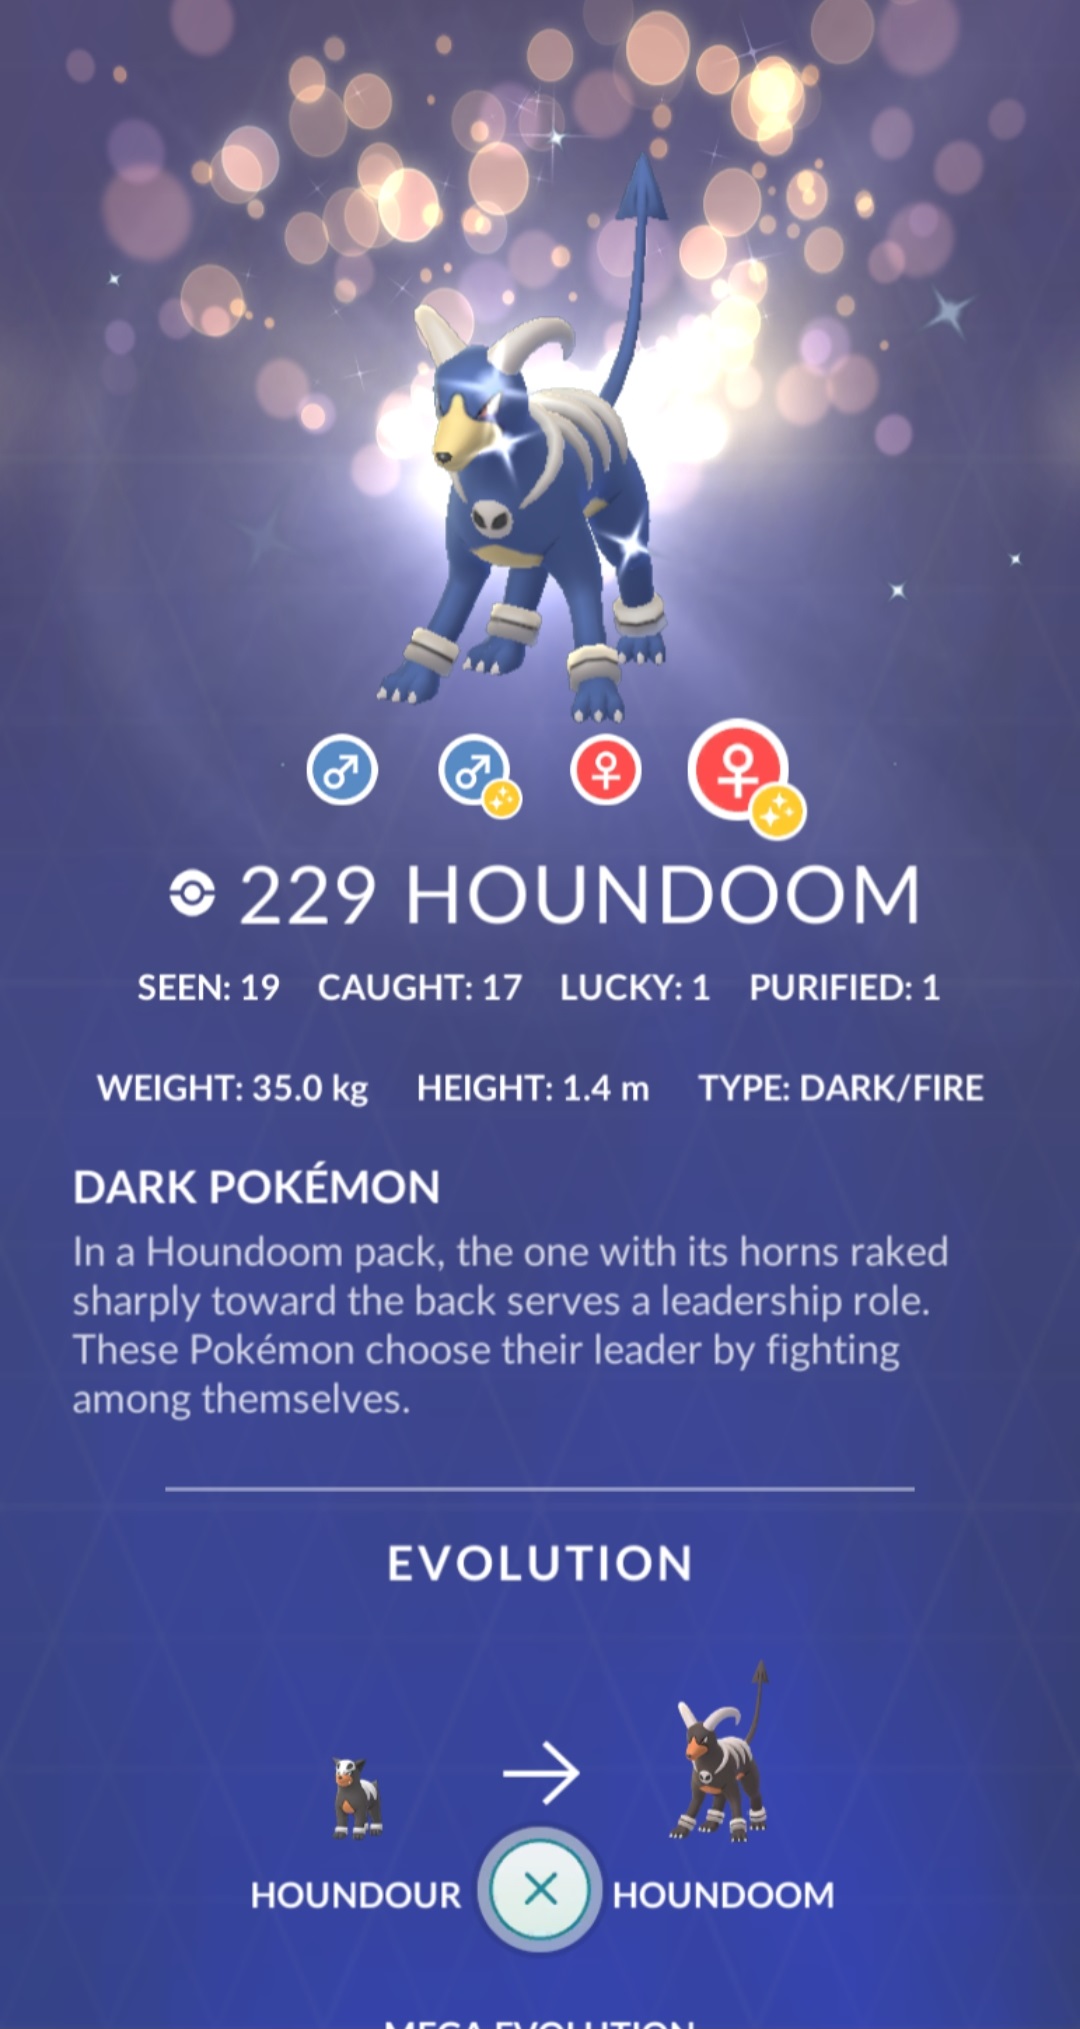 229 HOUNDOOM
SEEN: 19 CAUGHT: 17 LUCKY: 1 PURIFIED: 1
WEIGHT: 35.0 kg HEIGHT: 1.4 m TYPE: DARK/FIRE
DARK POKÉMON
In a Houndoom pack, the one with its horns raked
sharply toward the back serves a leadership role.
These Pokémon choose their leader by fighting
among themselves.
EVOLUTION
HOUNDOUR HOUNDOOM
MEGA EVOLUTION